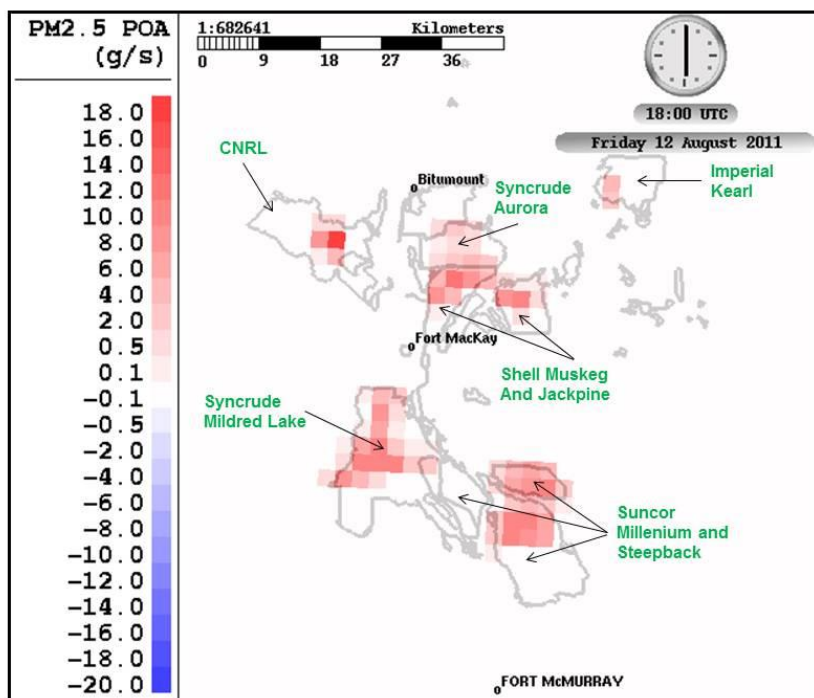 PM2.5 POA
(g/s)
18.0
16.0
14.0
12.0
10.0
8.0
6.0
4.0
2.0
0.5
0.1
-0.1
-0.5
-2.0
-4.0
-6.0
-8.0
-10.0
-12.0
-14.0
-16.0
-18.0
-20.0
1:682641 Kilometers
0 9 18 27 36
18:00 UTC
Friday 12 August 2011
CNRL
Bitumount
Syncrude
Aurora
Imperial
Kearl
Fort MacKay
Shell Muskeg
And Jackpine
Syncrude
Mildred Lake
Suncor
Millenium and
Steepback
FORT McMURRAY